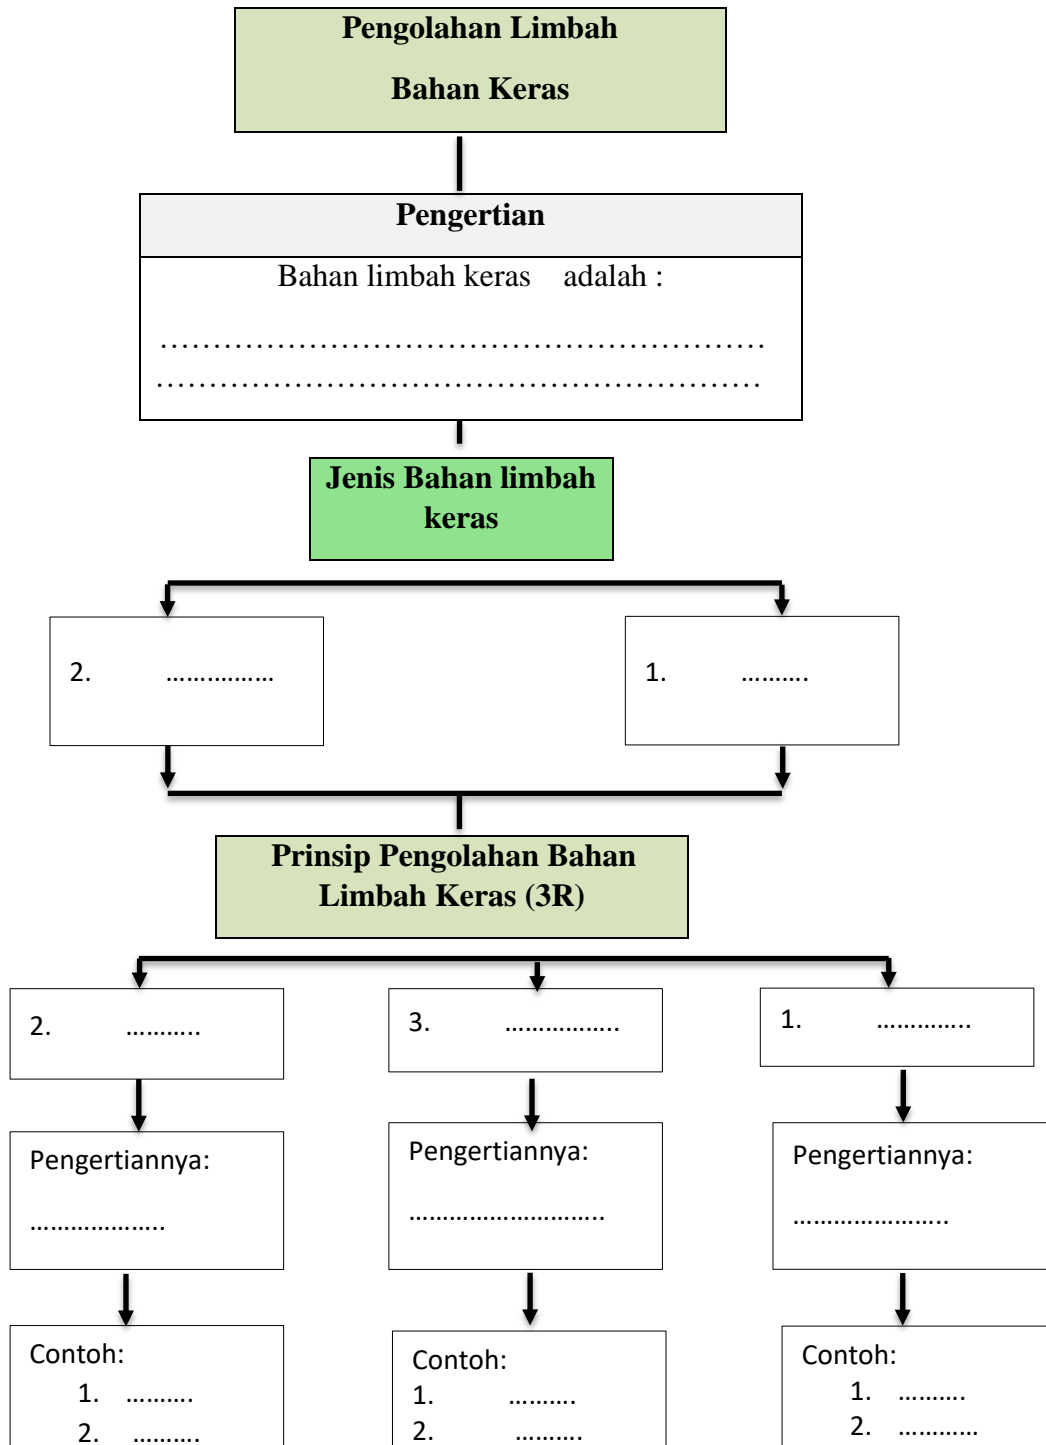 Pengolahan Limbah
Bahan Keras
Pengertian
Bahan limbah keras adalah :
……………………………………………………
……………………………………………………
Jenis Bahan limbah
keras
2. ……..………
1. ……….
Prinsip Pengolahan Bahan
Limbah Keras (3R)
2. ………..
3. ……………..
1. …………..
Pengertiannya:
………………..
Pengertiannya:
………………………..
Pengertiannya:
…………………..
Contoh:
1. ……….
2. ……….
Contoh:
1. ……….
2. ……….
Contoh:
1. ……….
2. …………